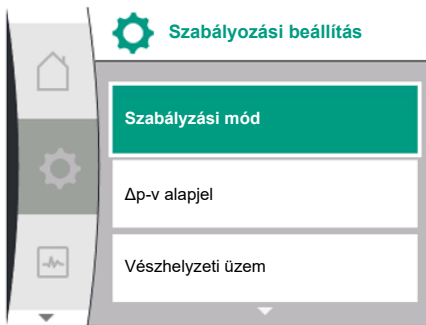 Szabályozási beállítás
Szabályzási mód
Δp-v alapjel
Vészhelyzeti üzem